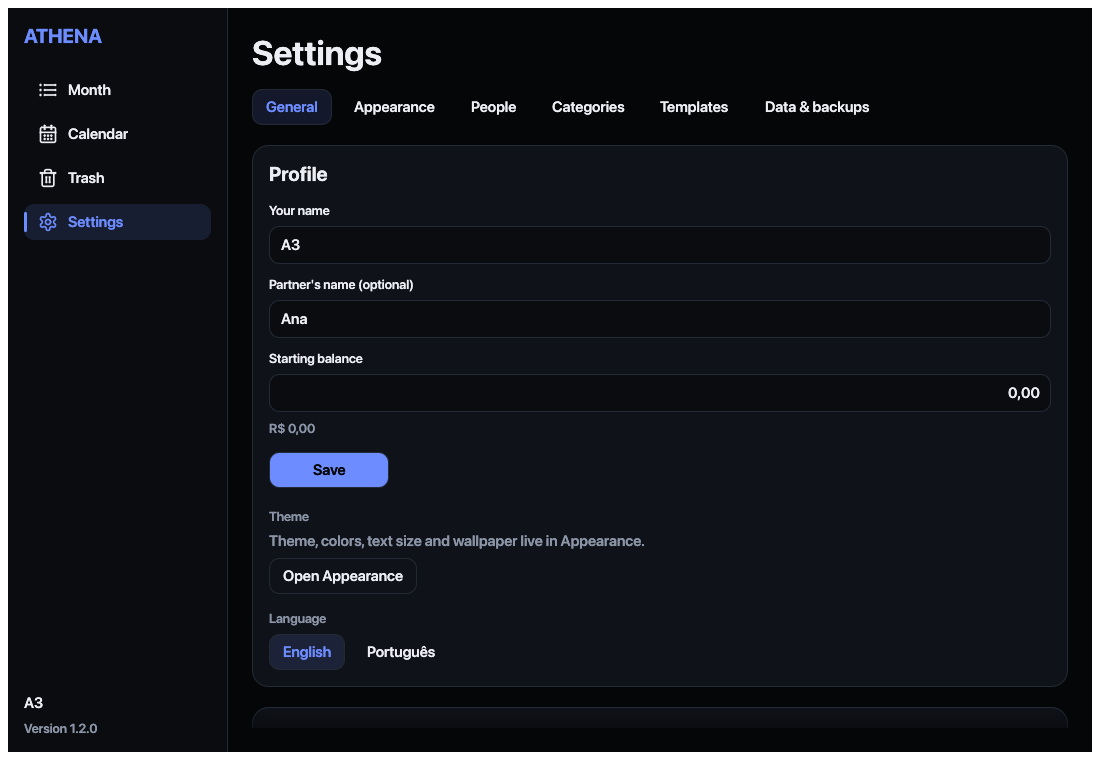 ATHENA
Month
Calendar
Trash
Settings
A3
Version 1.2.0
Settings
General Appearance People Categories Templates Data & backups
Profile
Your name
A3
Partner's name (optional)
Ana
Starting balance
0,00
R$ 0,00
Save
Theme
Theme, colors, text size and wallpaper live in Appearance.
Open Appearance
Language
English Português